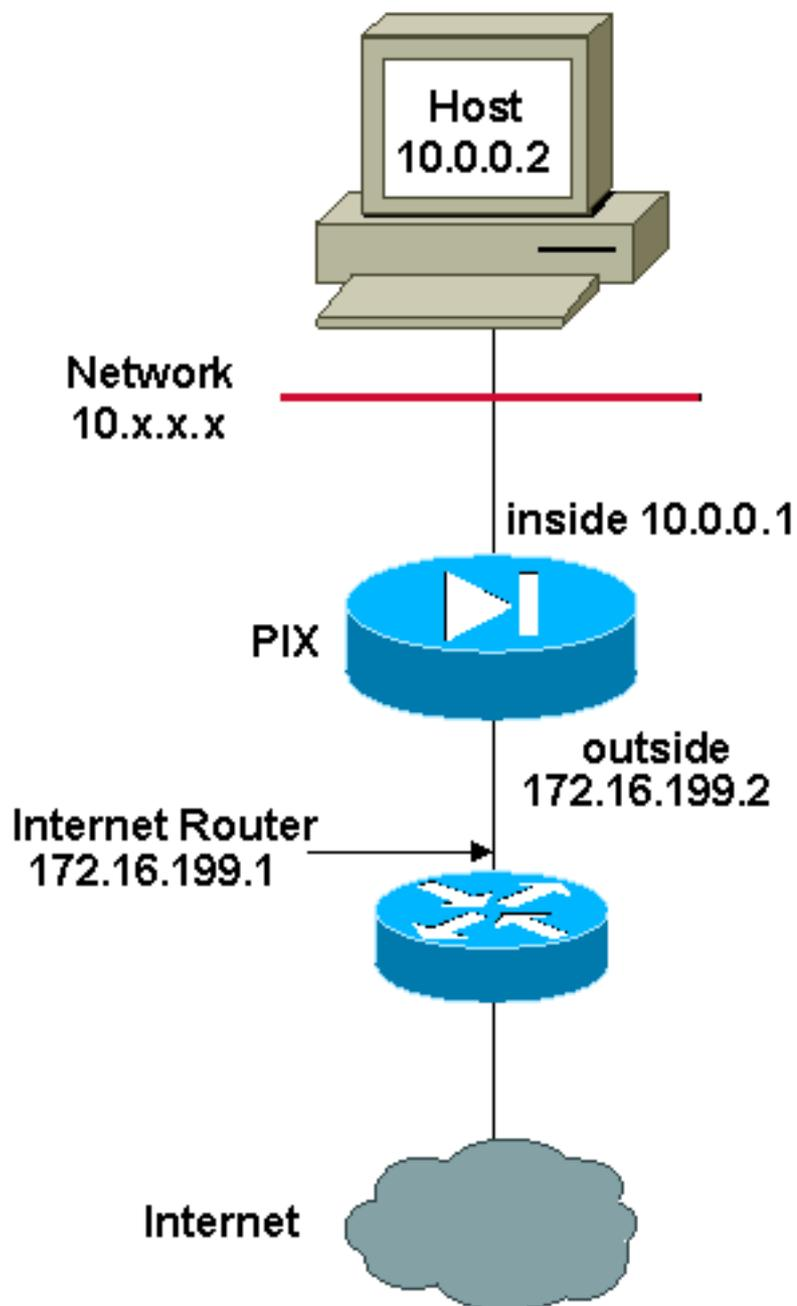 Host
10.0.0.2
Network
10.x.x.x
inside 10.0.0.1
PIX
outside
172.16.199.2
Internet Router
172.16.199.1
Internet